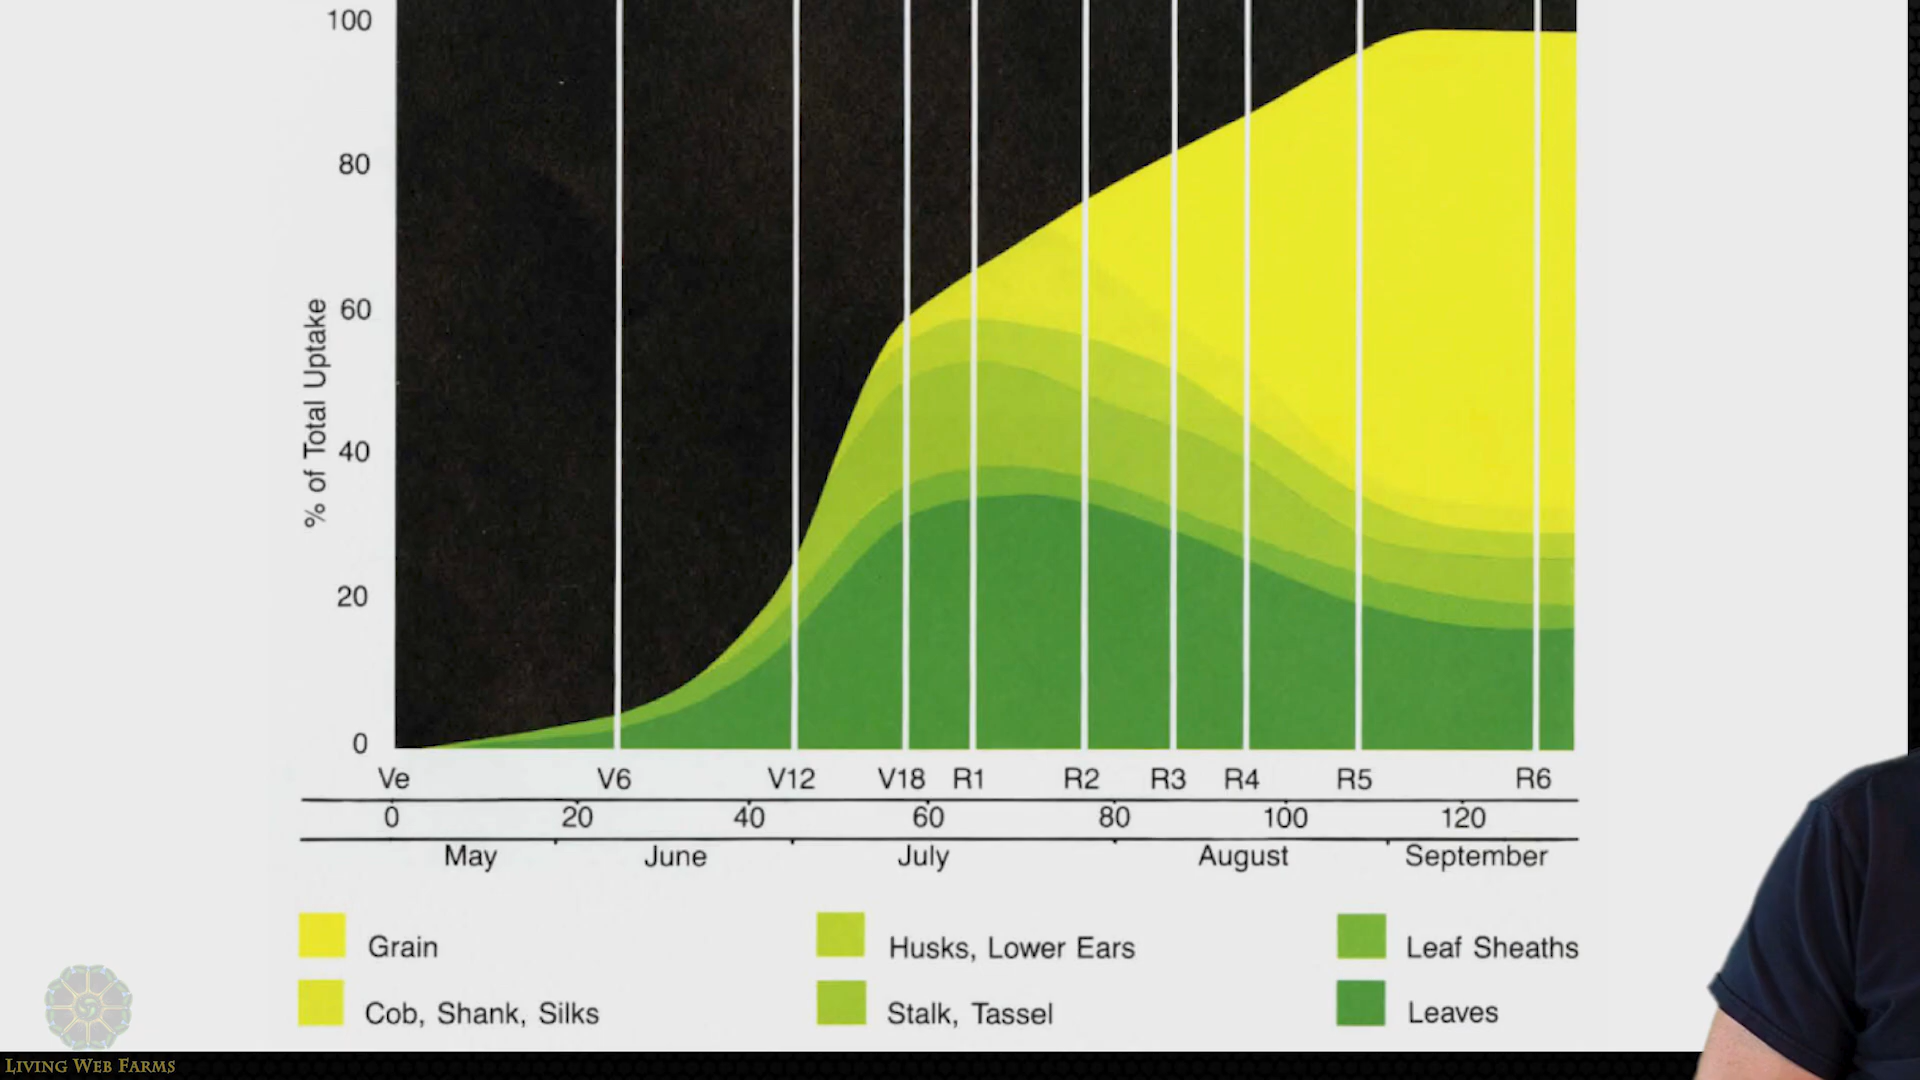 100
80
60
40
20
0
% of Total Uptake
Ve V6 V12 V18 R1 R2 R3 R4 R5 R6
0 20 40 60 80 100 120
May June July August September
Grain Husks, Lower Ears Leaf Sheaths
Cob, Shank, Silks Stalk, Tassel Leaves
LIVING WEB FARMS